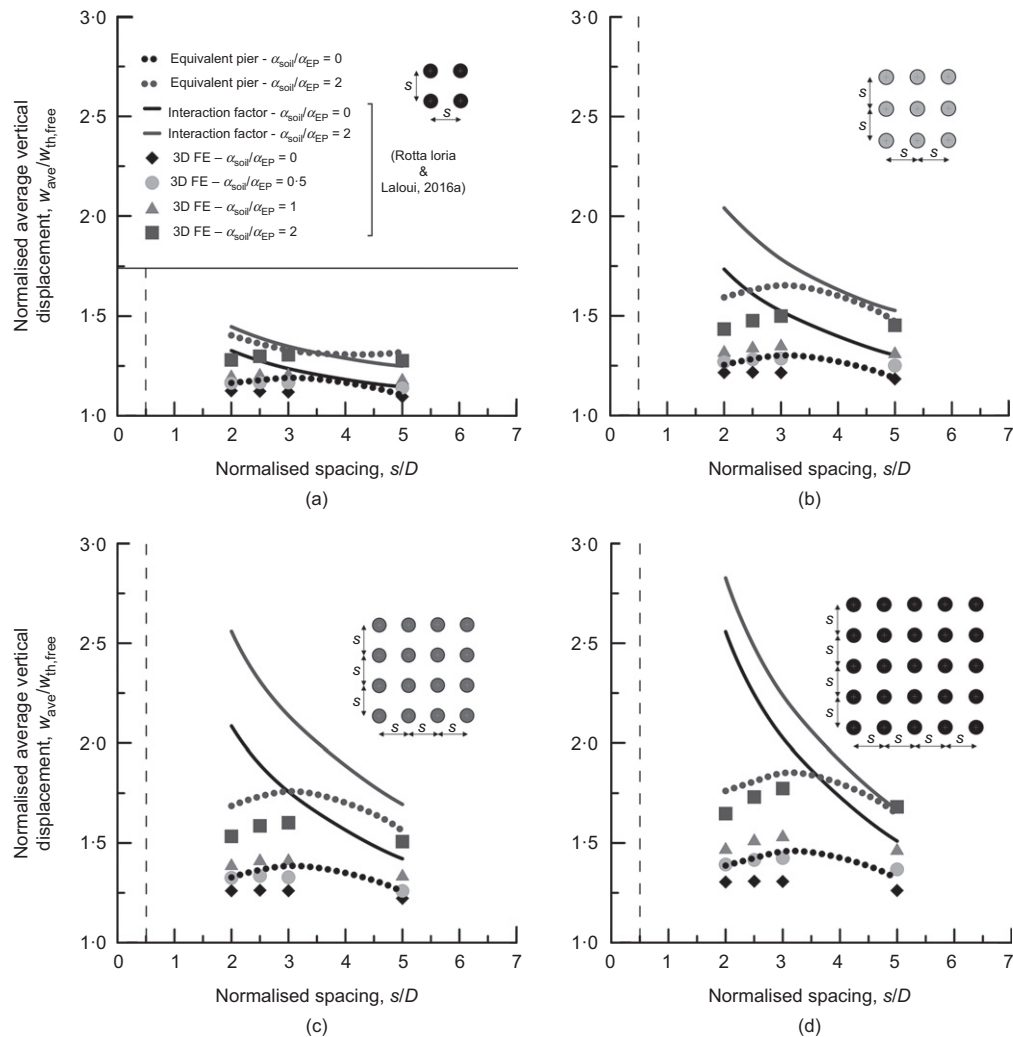 3·0
2·5
2·0
1·5
1·0
Normalised average vertical
displacement, w_ave/w_th,free
Equivalent pier - α_soil/α_EP = 0
Equivalent pier - α_soil/α_EP = 2
Interaction factor - α_soil/α_EP = 0
Interaction factor - α_soil/α_EP = 2
3D FE – α_soil/α_EP = 0
3D FE – α_soil/α_EP = 0·5
3D FE – α_soil/α_EP = 1
3D FE – α_soil/α_EP = 2
(Rotta loria
&
Laloui, 2016a)
s
s
0 1 2 3 4 5 6 7
Normalised spacing, s/D
(a)
3·0
2·5
2·0
1·5
1·0
s
s
s s
0 1 2 3 4 5 6 7
Normalised spacing, s/D
(b)
3·0
2·5
2·0
1·5
1·0
Normalised average vertical
displacement, w_ave/w_th,free
s
s
s
s s s
0 1 2 3 4 5 6 7
Normalised spacing, s/D
(c)
3·0
2·5
2·0
1·5
1·0
s
s
s
s
s s s s
0 1 2 3 4 5 6 7
Normalised spacing, s/D
(d)